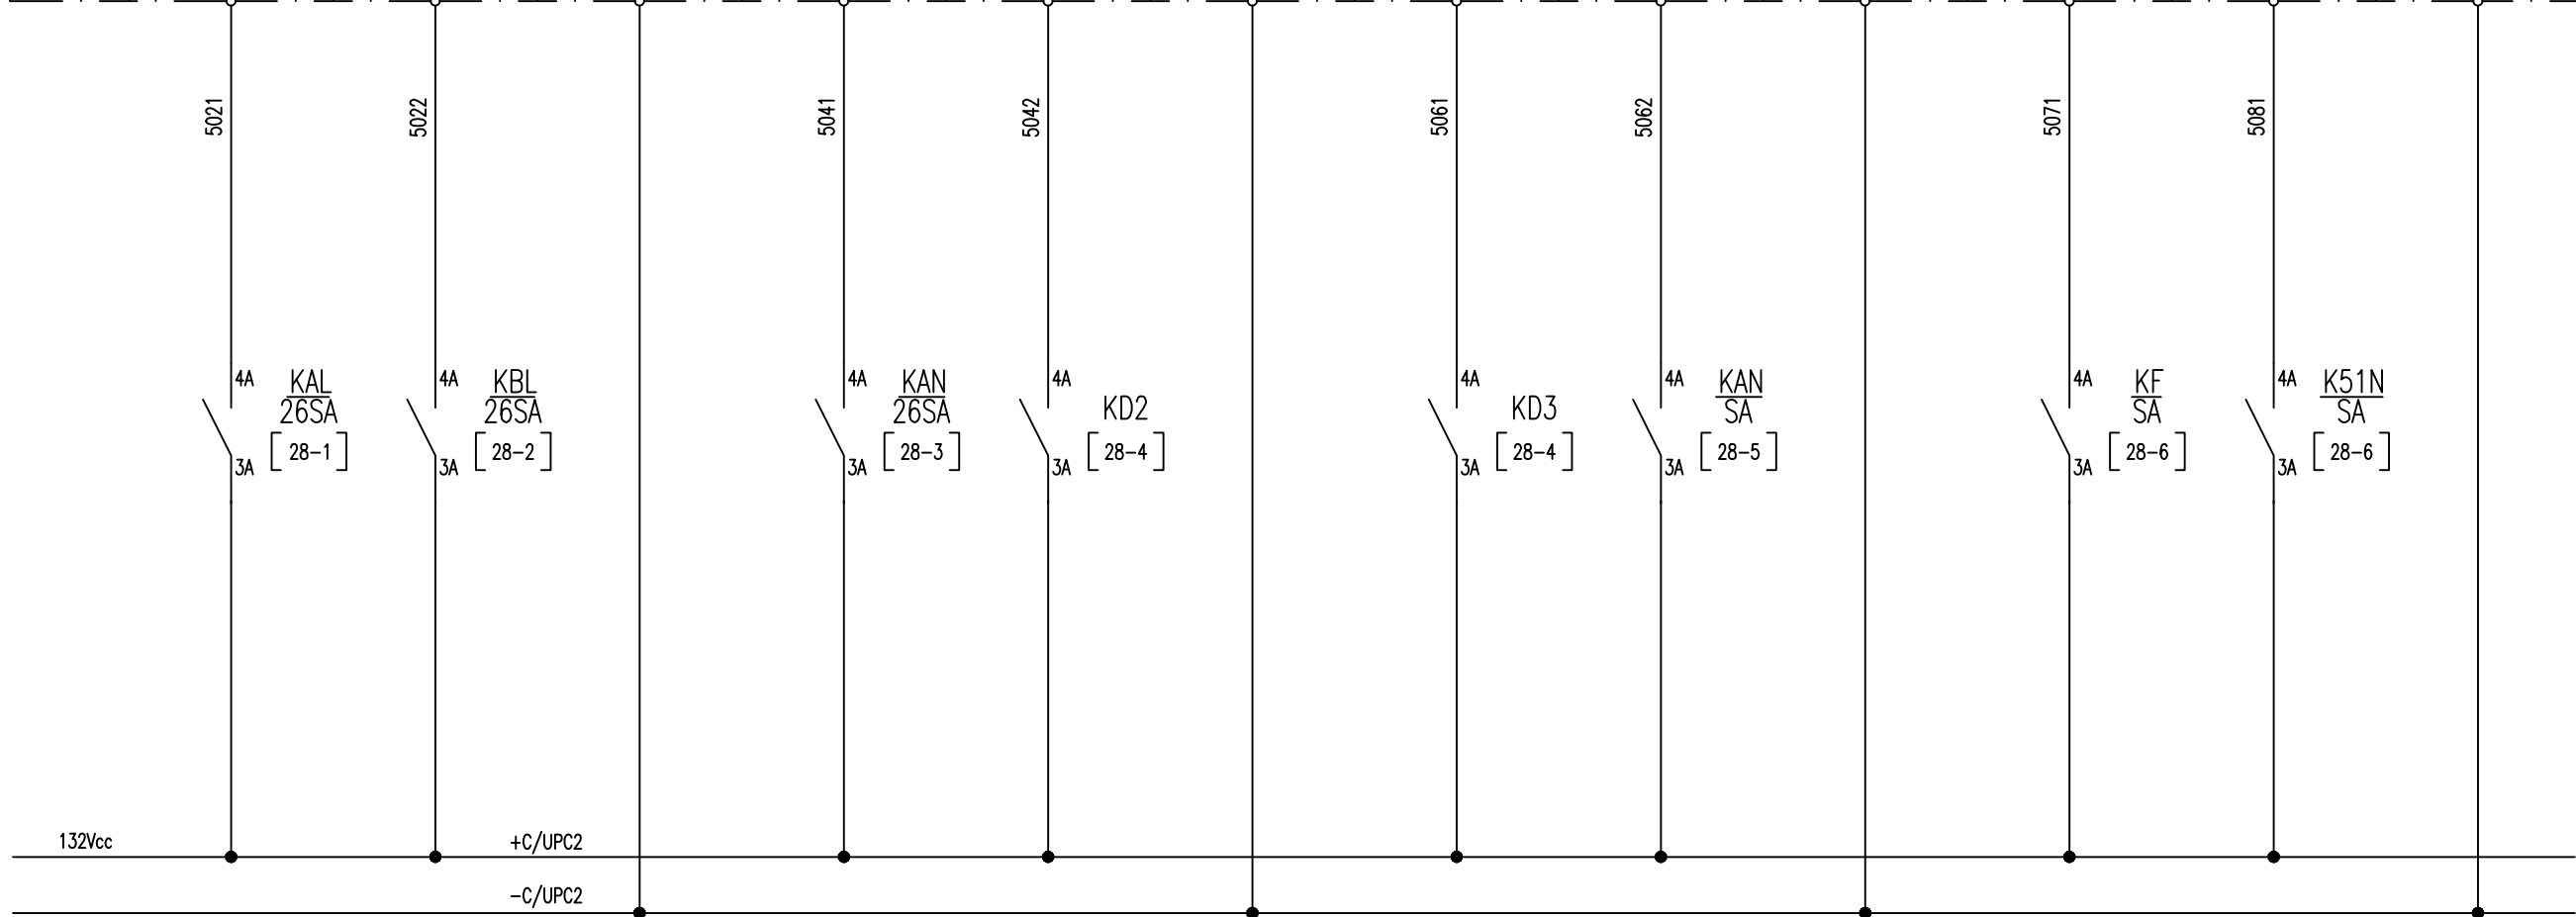 5021
5022
5041
5042
5061
5062
5071
5081
4A KAL
26SA
3A [28-1]
4A KBL
26SA
3A [28-2]
4A KAN
26SA
3A [28-3]
4A
KD2
3A [28-4]
4A
KD3
3A [28-4]
4A KAN
SA
3A [28-5]
4A KF
SA
3A [28-6]
4A K51N
SA
3A [28-6]
132Vcc
+C/UPC2
-C/UPC2